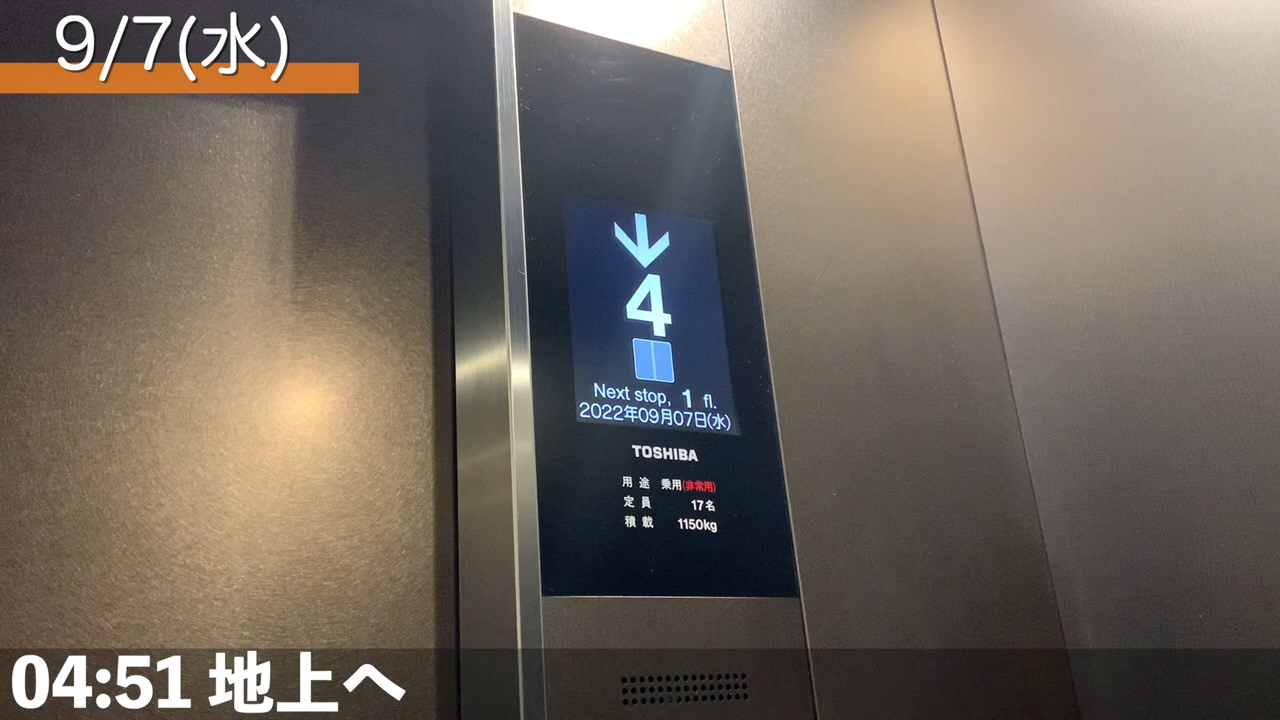 9/7(水)
4
Next stop, 1 fl.
2022年09月07日(水)
TOSHIBA
用途 乗用(非常用)
定員 17名
積載 1150kg
04:51 地上へ